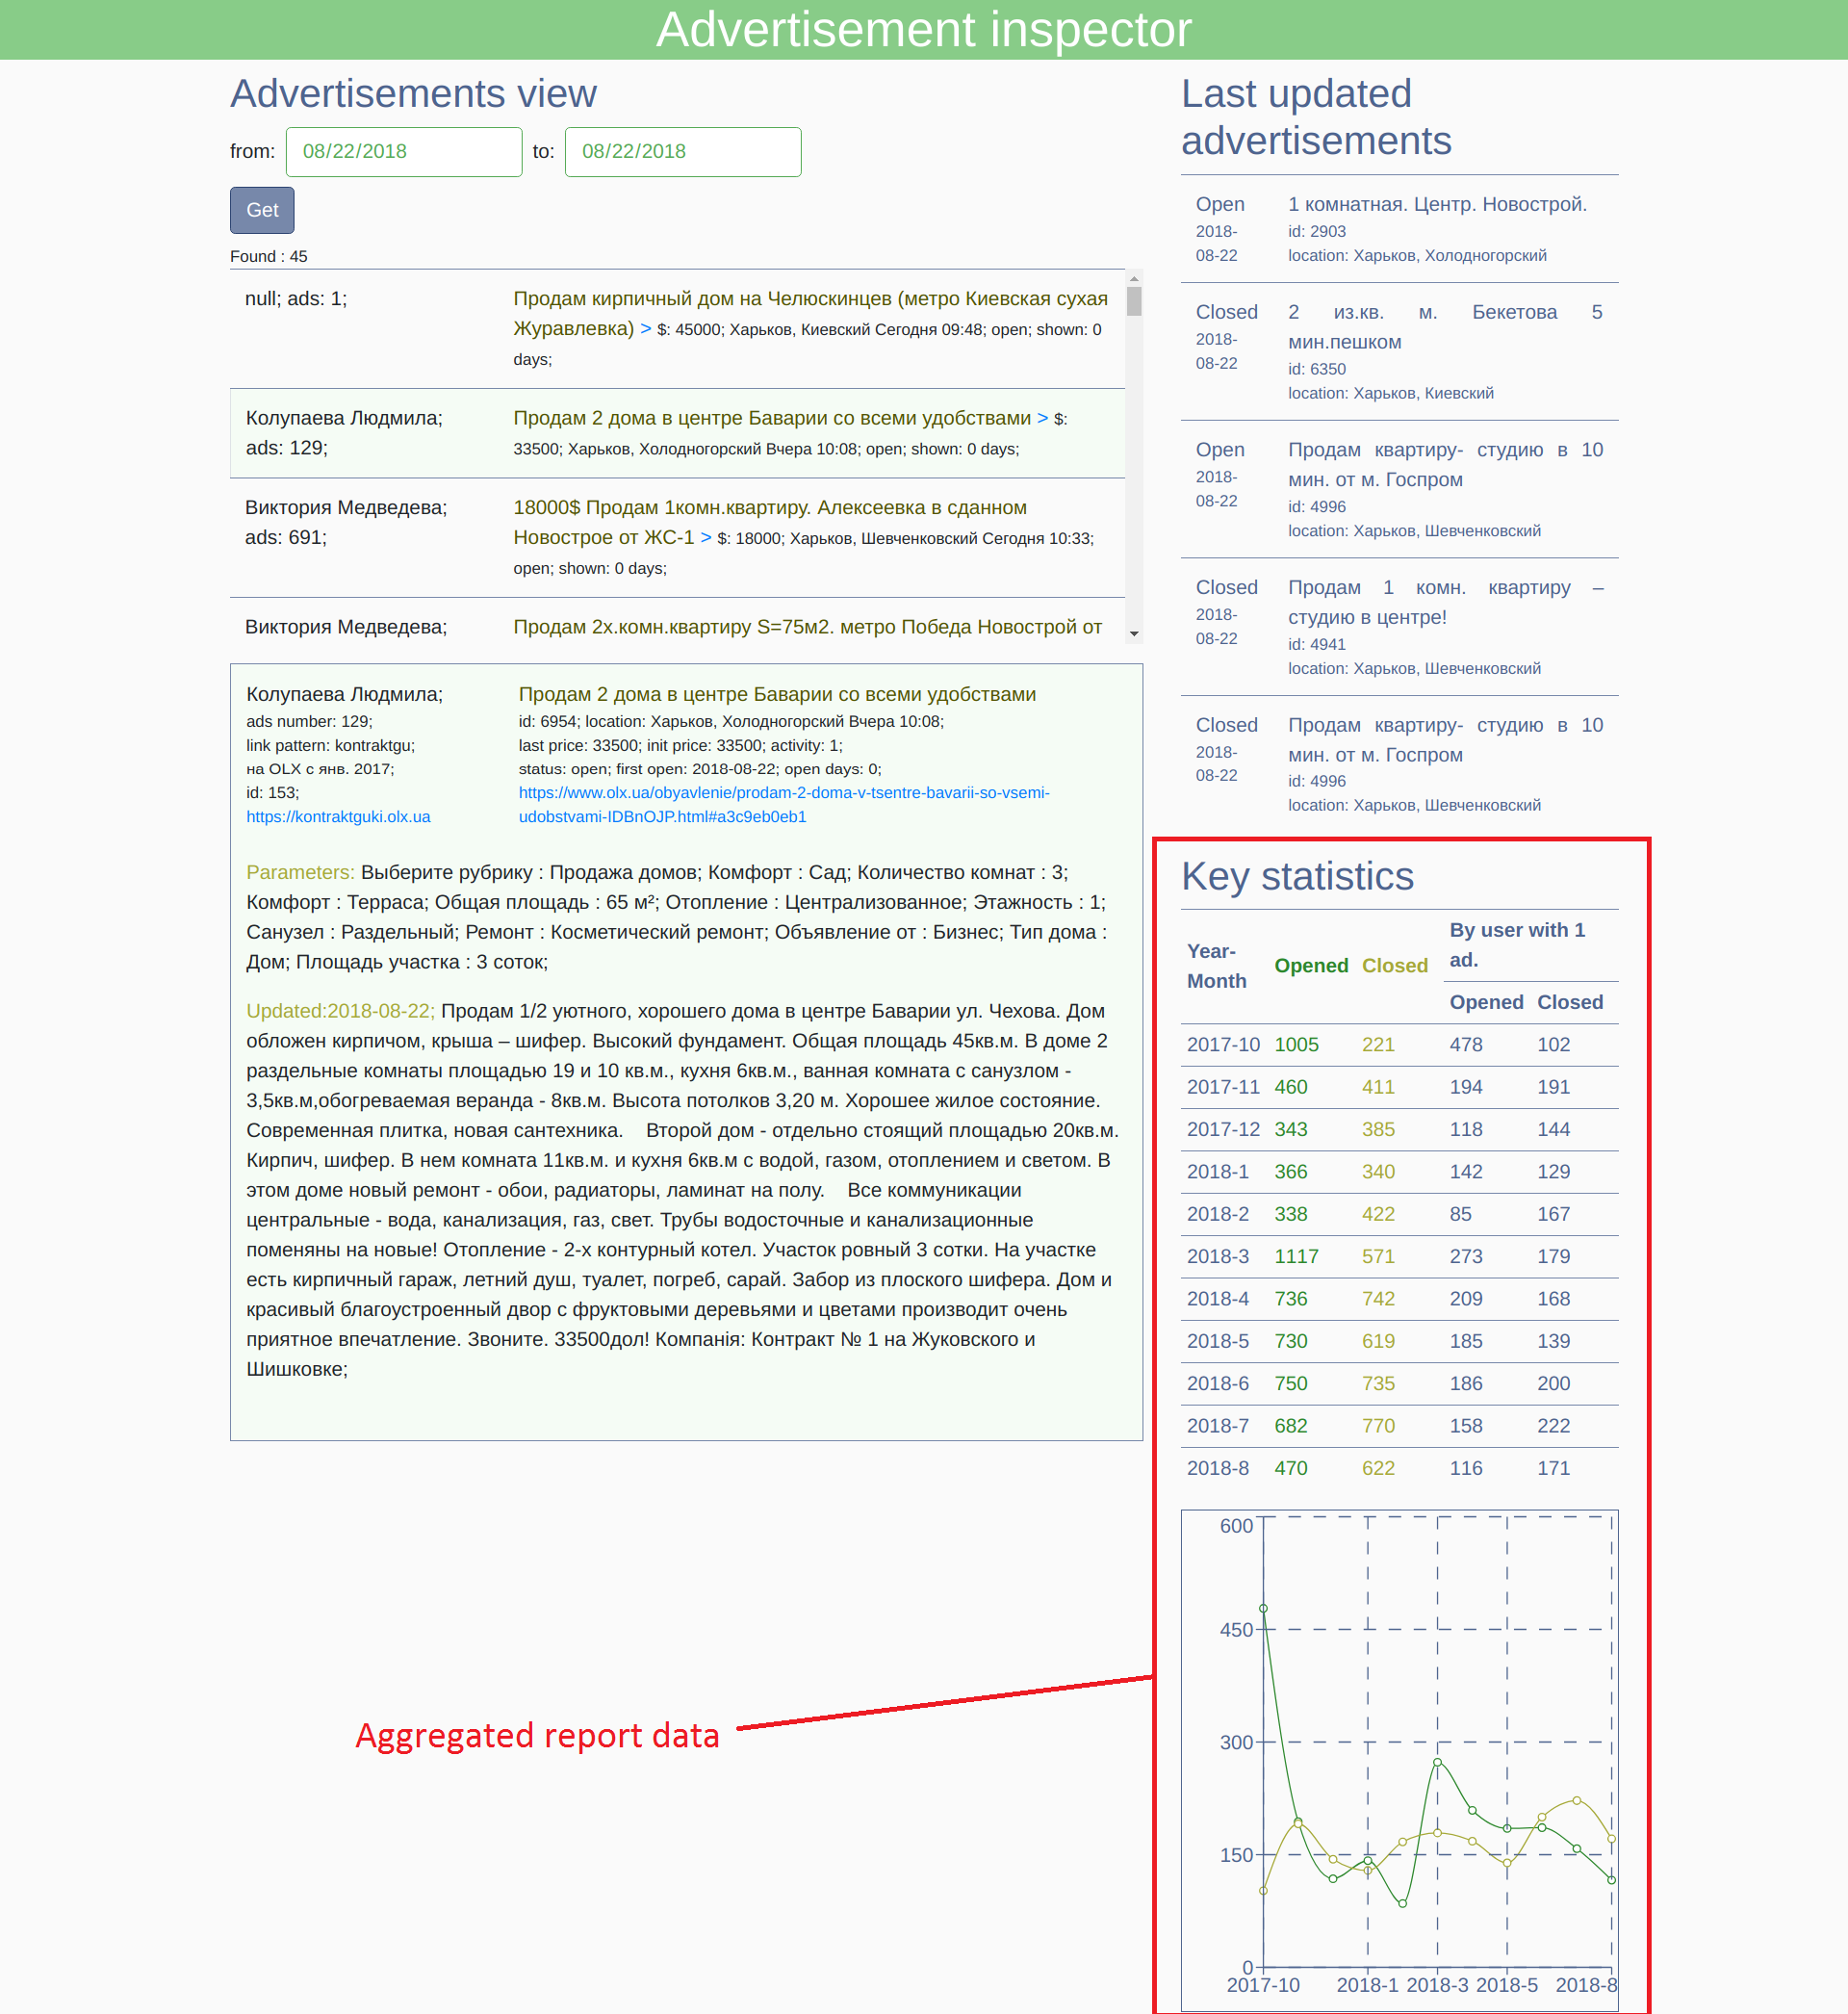 Advertisement inspector
Advertisements view
from: 08/22/2018 to: 08/22/2018
Get
Found : 45
null; ads: 1;
Продам кирпичный дом на Челюскинцев (метро Киевская сухая
Журавлевка) > $: 45000; Харьков, Киевский Сегодня 09:48; open; shown: 0
days;
Колупаева Людмила;
ads: 129;
Продам 2 дома в центре Баварии со всеми удобствами > $:
33500; Харьков, Холодногорский Вчера 10:08; open; shown: 0 days;
Виктория Медведева;
ads: 691;
18000$ Продам 1комн.квартиру. Алексеевка в сданном
Новострое от ЖС-1 > $: 18000; Харьков, Шевченковский Сегодня 10:33;
open; shown: 0 days;
Виктория Медведева;
Продам 2х.комн.квартиру S=75м2. метро Победа Новострой от
Колупаева Людмила;
ads number: 129;
link pattern: kontraktgu;
на OLX с янв. 2017;
id: 153;
https://kontraktguki.olx.ua
Продам 2 дома в центре Баварии со всеми удобствами
id: 6954; location: Харьков, Холодногорский Вчера 10:08;
last price: 33500; init price: 33500; activity: 1;
status: open; first open: 2018-08-22; open days: 0;
https://www.olx.ua/obyavlenie/prodam-2-doma-v-tsentre-bavarii-so-vsemi-
udobstvami-IDBnOJP.html#a3c9eb0eb1
Parameters: Выберите рубрику : Продажа домов; Комфорт : Сад; Количество комнат : 3;
Комфорт : Терраса; Общая площадь : 65 м²; Отопление : Централизованное; Этажность : 1;
Санузел : Раздельный; Ремонт : Косметический ремонт; Объявление от : Бизнес; Тип дома :
Дом; Площадь участка : 3 соток;
Updated:2018-08-22; Продам 1/2 уютного, хорошего дома в центре Баварии ул. Чехова. Дом
обложен кирпичом, крыша – шифер. Высокий фундамент. Общая площадь 45кв.м. В доме 2
раздельные комнаты площадью 19 и 10 кв.м., кухня 6кв.м., ванная комната с санузлом -
3,5кв.м,обогреваемая веранда - 8кв.м. Высота потолков 3,20 м. Хорошее жилое состояние.
Современная плитка, новая сантехника. Второй дом - отдельно стоящий площадью 20кв.м.
Кирпич, шифер. В нем комната 11кв.м. и кухня 6кв.м с водой, газом, отоплением и светом. В
этом доме новый ремонт - обои, радиаторы, ламинат на полу. Все коммуникации
центральные - вода, канализация, газ, свет. Трубы водосточные и канализационные
поменяны на новые! Отопление - 2-х контурный котел. Участок ровный 3 сотки. На участке
есть кирпичный гараж, летний душ, туалет, погреб, сарай. Забор из плоского шифера. Дом и
красивый благоустроенный двор с фруктовыми деревьями и цветами производит очень
приятное впечатление. Звоните. 33500дол! Компанія: Контракт № 1 на Жуковского и
Шишковке;
Last updated
advertisements
Open
2018-
08-22
1 комнатная. Центр. Новострой.
id: 2903
location: Харьков, Холодногорский
Closed
2018-
08-22
2 из.кв. м. Бекетова 5
мин.пешком
id: 6350
location: Харьков, Киевский
Open
2018-
08-22
Продам квартиру- студию в 10
мин. от м. Госпром
id: 4996
location: Харьков, Шевченковский
Closed
2018-
08-22
Продам 1 комн. квартиру –
студию в центре!
id: 4941
location: Харьков, Шевченковский
Closed
2018-
08-22
Продам квартиру- студию в 10
мин. от м. Госпром
id: 4996
location: Харьков, Шевченковский
Key statistics
Year-
Month
Opened Closed
By user with 1
ad.
Opened Closed
2017-10 1005 221 478 102
2017-11 460 411 194 191
2017-12 343 385 118 144
2018-1 366 340 142 129
2018-2 338 422 85 167
2018-3 1117 571 273 179
2018-4 736 742 209 168
2018-5 730 619 185 139
2018-6 750 735 186 200
2018-7 682 770 158 222
2018-8 470 622 116 171
600
450
300
150
0
2017-10 2018-1 2018-3 2018-5 2018-8
Aggregated report data